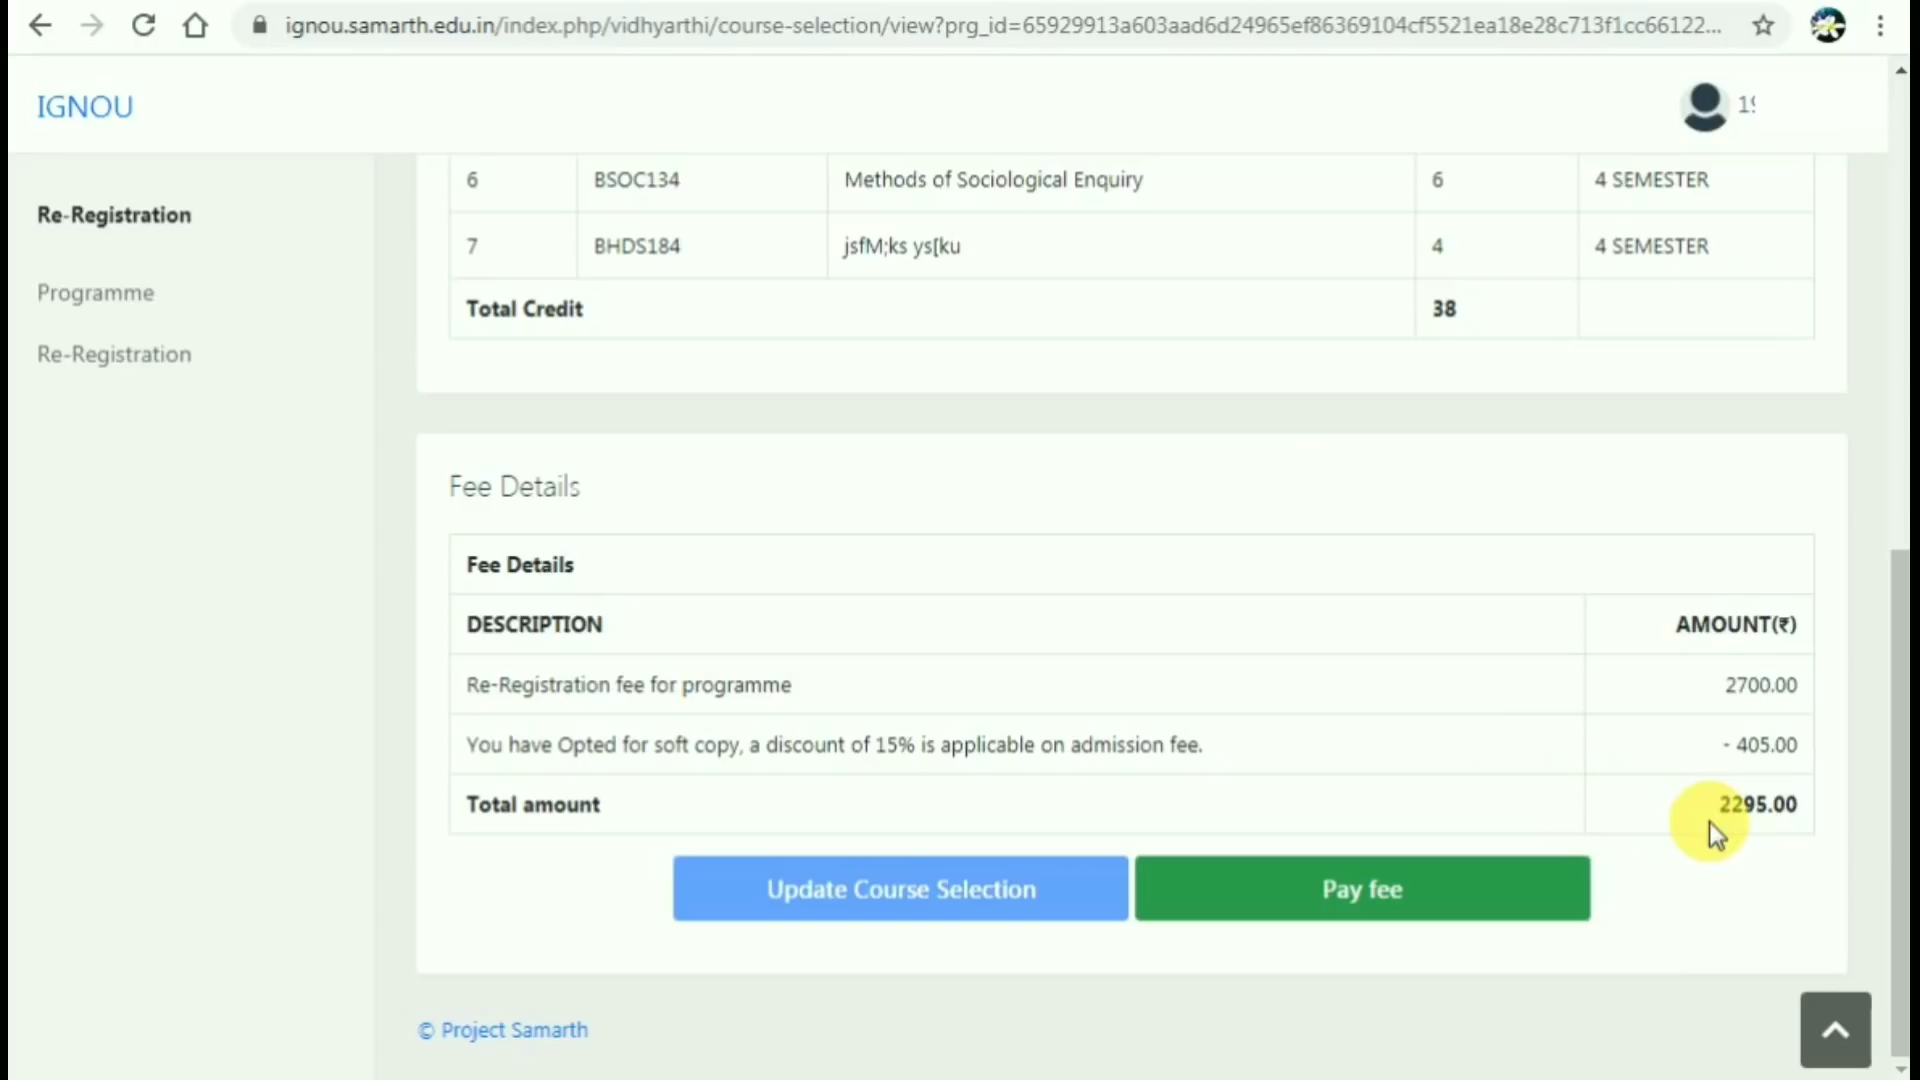 ignou.samarth.edu.in/index.php/vidhyarthi/course-selection/view?prg_id=65929913a603aad6d24965ef86369104cf5521ea18e28c713f1cc66122...
IGNOU
19
Re-Registration
Programme
Re-Registration
6 BSOC134 Methods of Sociological Enquiry 6 4 SEMESTER
7 BHDS184 jsfM;ks ys[ku 4 4 SEMESTER
Total Credit 38
Fee Details
Fee Details
DESCRIPTION AMOUNT(₹)
Re-Registration fee for programme 2700.00
You have Opted for soft copy, a discount of 15% is applicable on admission fee. - 405.00
Total amount 2295.00
Update Course Selection Pay fee
© Project Samarth